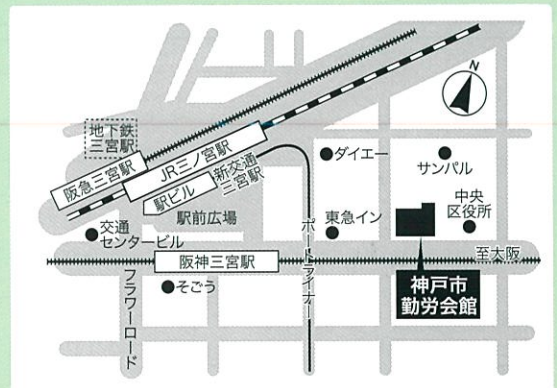 N
地下鉄
三宮駅
阪急三宮駅
JR三ノ宮駅
駅ビル
新交通
三宮駅
駅前広場
ダイエー
サンパル
中央
区役所
東急イン
交通
センタービル
ポートライナー
阪神三宮駅
至大阪
そごう
フラワーロード
神戸市
勤労会館